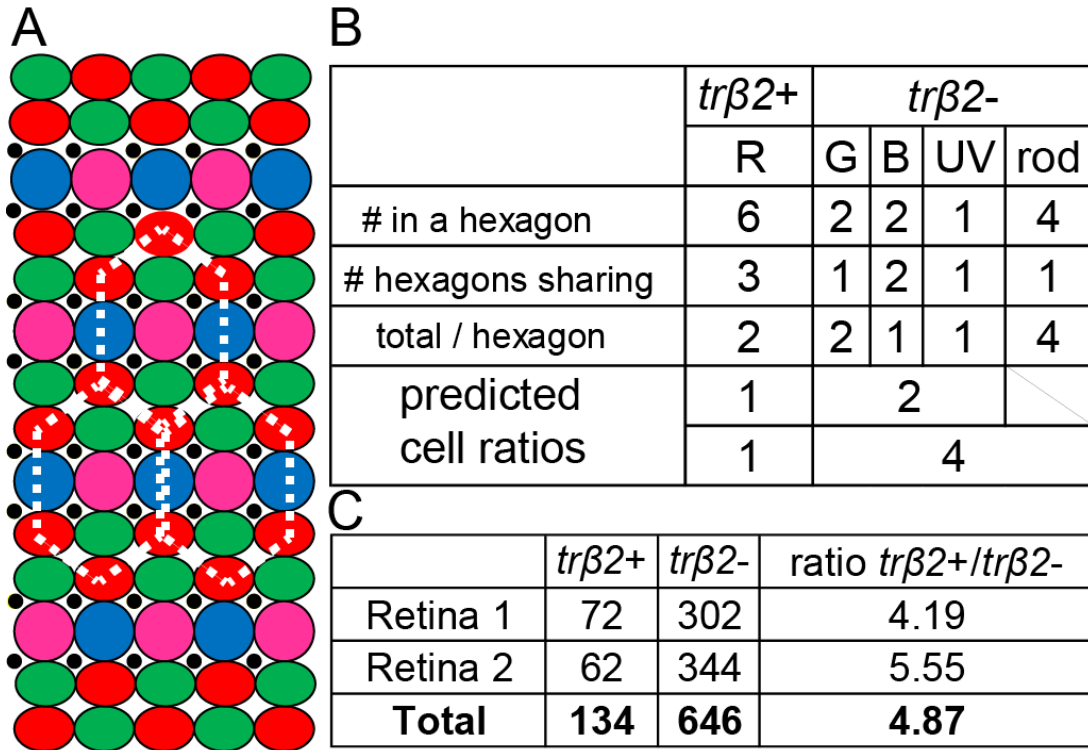 A
B
trβ2+ trβ2-
R G B UV rod
# in a hexagon 6 2 2 1 4
# hexagons sharing 3 1 2 1 1
total / hexagon 2 2 1 1 4
predicted 1 2
cell ratios 1 4
C
trβ2+ trβ2- ratio trβ2+/trβ2-
Retina 1 72 302 4.19
Retina 2 62 344 5.55
Total 134 646 4.87